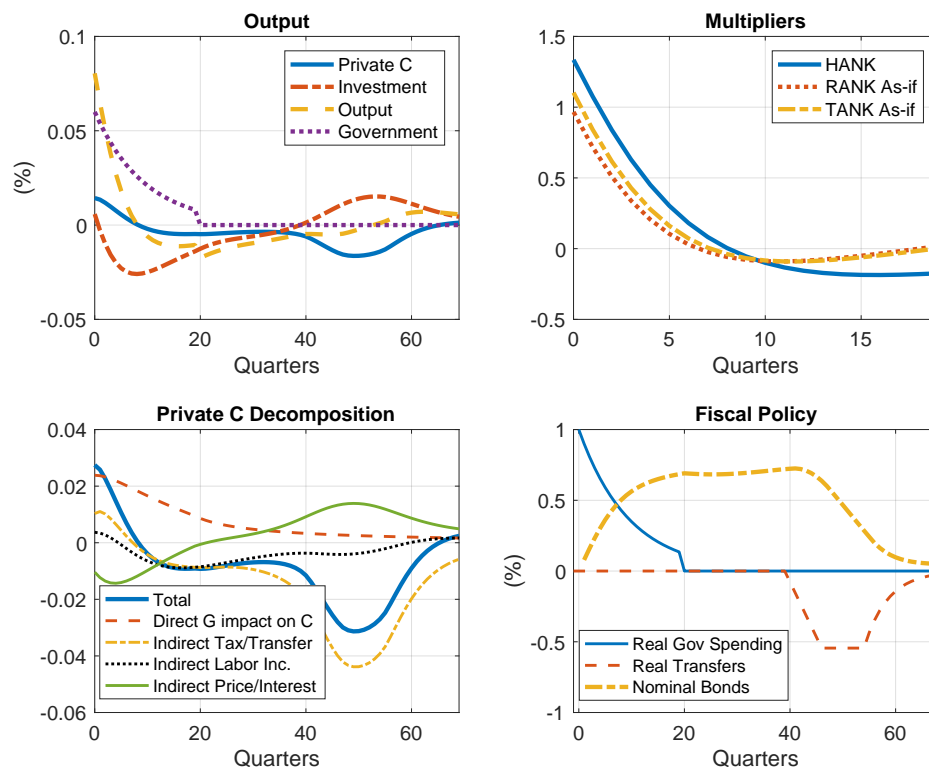 Output
0.1
0.05
0
-0.05
(%)
0
20
40
60
Quarters
Private C
Investment
Output
Government
Multipliers
1.5
1
0.5
0
-0.5
0
5
10
15
Quarters
HANK
RANK As-if
TANK As-if
Private C Decomposition
0.04
0.02
0
-0.02
-0.04
-0.06
0
20
40
60
Quarters
Total
Direct G impact on C
Indirect Tax/Transfer
Indirect Labor Inc.
Indirect Price/Interest
Fiscal Policy
1
0.5
0
-0.5
-1
(%)
0
20
40
60
Quarters
Real Gov Spending
Real Transfers
Nominal Bonds